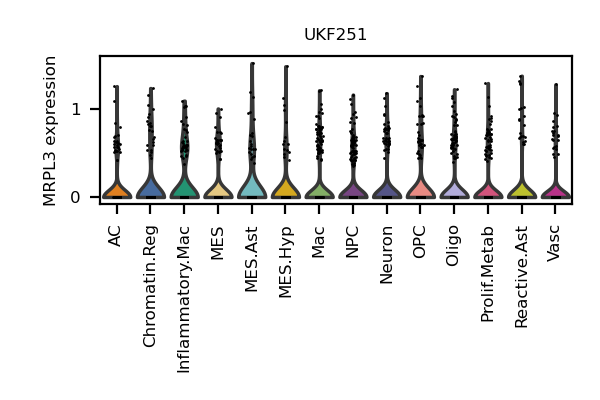 UKF251
MRPL3 expression
1
0
AC
Chromatin.Reg
Inflammatory.Mac
MES
MES.Ast
MES.Hyp
Mac
NPC
Neuron
OPC
Oligo
Prolif.Metab
Reactive.Ast
Vasc